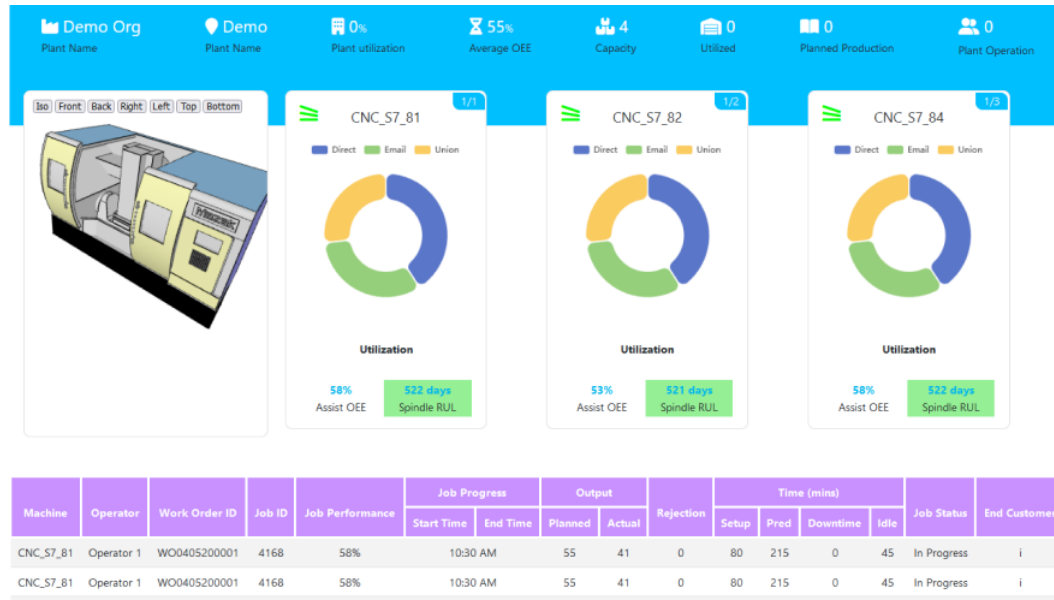 Demo Org
Plant Name
Demo
Plant Name
0%
Plant utilization
55%
Average OEE
4
Capacity
0
Utilized
0
Planned Production
0
Plant Operation
Iso Front Back Right Left Top Bottom
Mazak
1/1
CNC_S7_81
Direct Email Union
Utilization
58% 522 days
Assist OEE Spindle RUL
1/2
CNC_S7_82
Direct Email Union
Utilization
53% 521 days
Assist OEE Spindle RUL
1/3
CNC_S7_84
Direct Email Union
Utilization
58% 522 days
Assist OEE Spindle RUL
Job Progress Output Time (mins)
Machine Operator Work Order ID Job ID Job Performance Rejection Job Status End Customer
Start Time End Time Planned Actual Setup Pred Downtime Idle
CNC_S7_81 Operator 1 WO0405200001 4168 58% 10:30 AM 55 41 0 80 215 0 45 In Progress i
CNC_S7_81 Operator 1 WO0405200001 4168 58% 10:30 AM 55 41 0 80 215 0 45 In Progress i